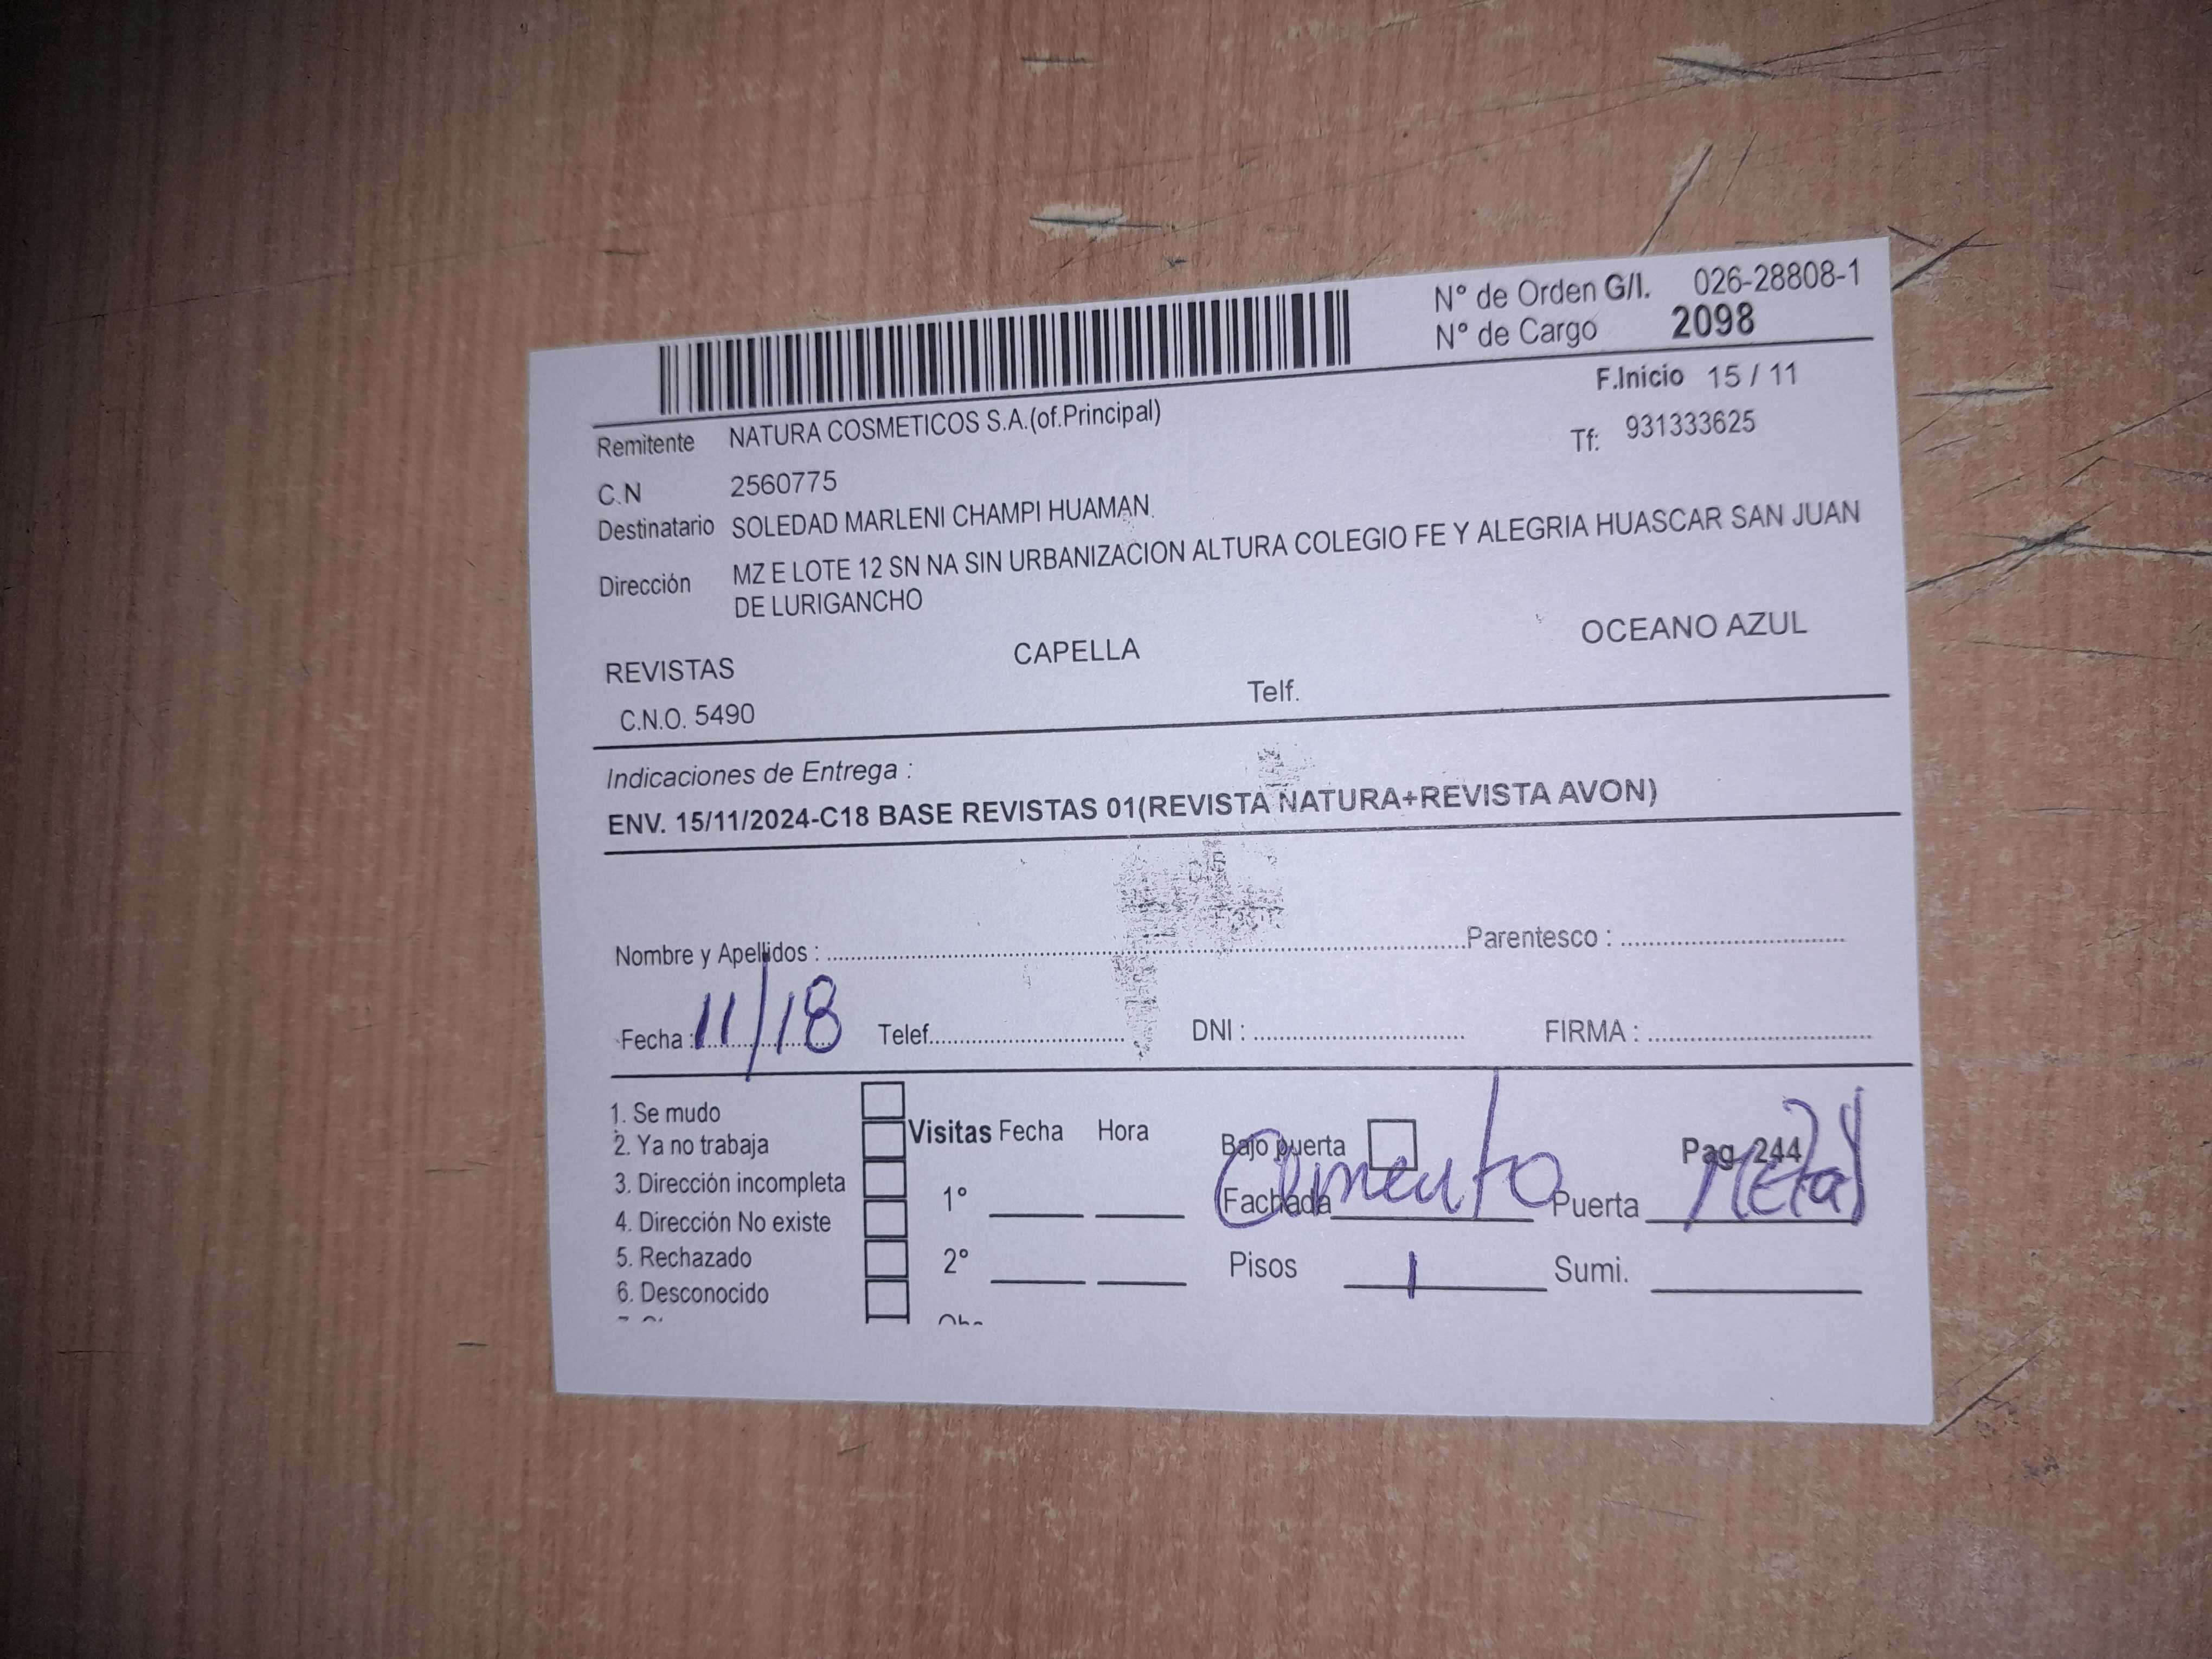 N° de Orden G/I. 026-28808-1
N° de Cargo 2098
F.Inicio 15 / 11
Remitente NATURA COSMETICOS S.A.(of.Principal)
Tf: 931333625
C.N 2560775
Destinatario SOLEDAD MARLENI CHAMPI HUAMAN
Dirección MZ E LOTE 12 SN NA SIN URBANIZACION ALTURA COLEGIO FE Y ALEGRIA HUASCAR SAN JUAN
DE LURIGANCHO
REVISTAS CAPELLA OCEANO AZUL
C.N.O. 5490 Telf.
Indicaciones de Entrega :
ENV. 15/11/2024-C18 BASE REVISTAS 01(REVISTA NATURA+REVISTA AVON)
Nombre y Apellidos : Parentesco :
Fecha : 11/18 Telef. DNI : FIRMA :
1. Se mudo
2. Ya no trabaja
3. Dirección incompleta
4. Dirección No existe
5. Rechazado
6. Desconocido
Visitas Fecha Hora
1°
2°
Bajo puerta Pag 244
Fachada Cemento Puerta Metal
Pisos 1 Sumi.